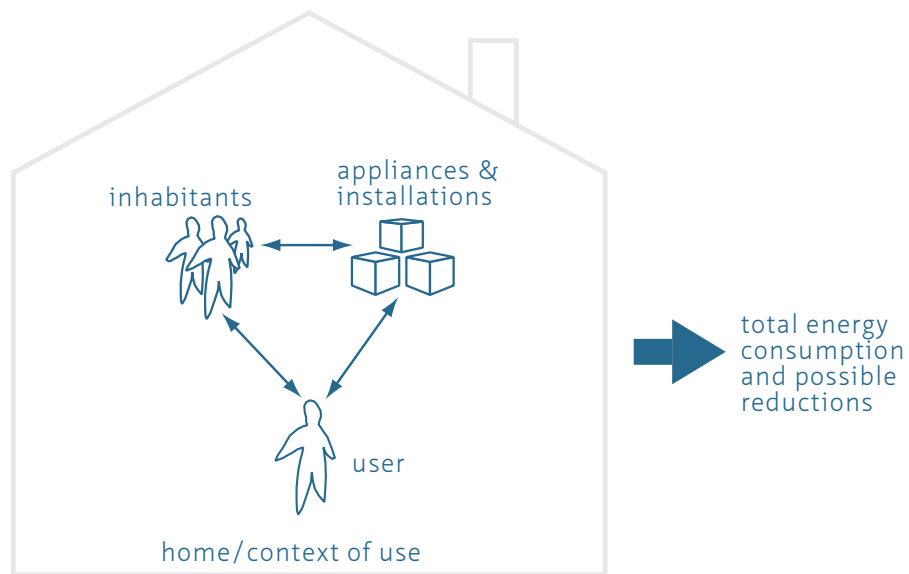 inhabitants
appliances &
installations
user
home/context of use
total energy
consumption
and possible
reductions